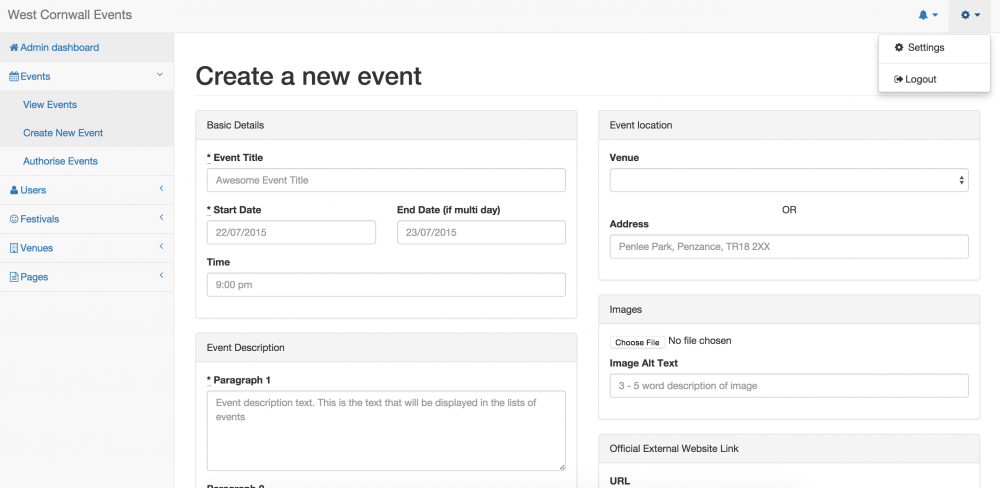 West Cornwall Events
Settings
Logout
Admin dashboard
Events
View Events
Create New Event
Authorise Events
Users
Festivals
Venues
Pages
Create a new event
Basic Details
* Event Title
Awesome Event Title
* Start Date
End Date (if multi day)
22/07/2015
23/07/2015
Time
9:00 pm
Event Description
* Paragraph 1
Event description text. This is the text that will be displayed in the lists of
events
Event location
Venue
OR
Address
Penlee Park, Penzance, TR18 2XX
Images
Choose File No file chosen
Image Alt Text
3 - 5 word description of image
Official External Website Link
URL